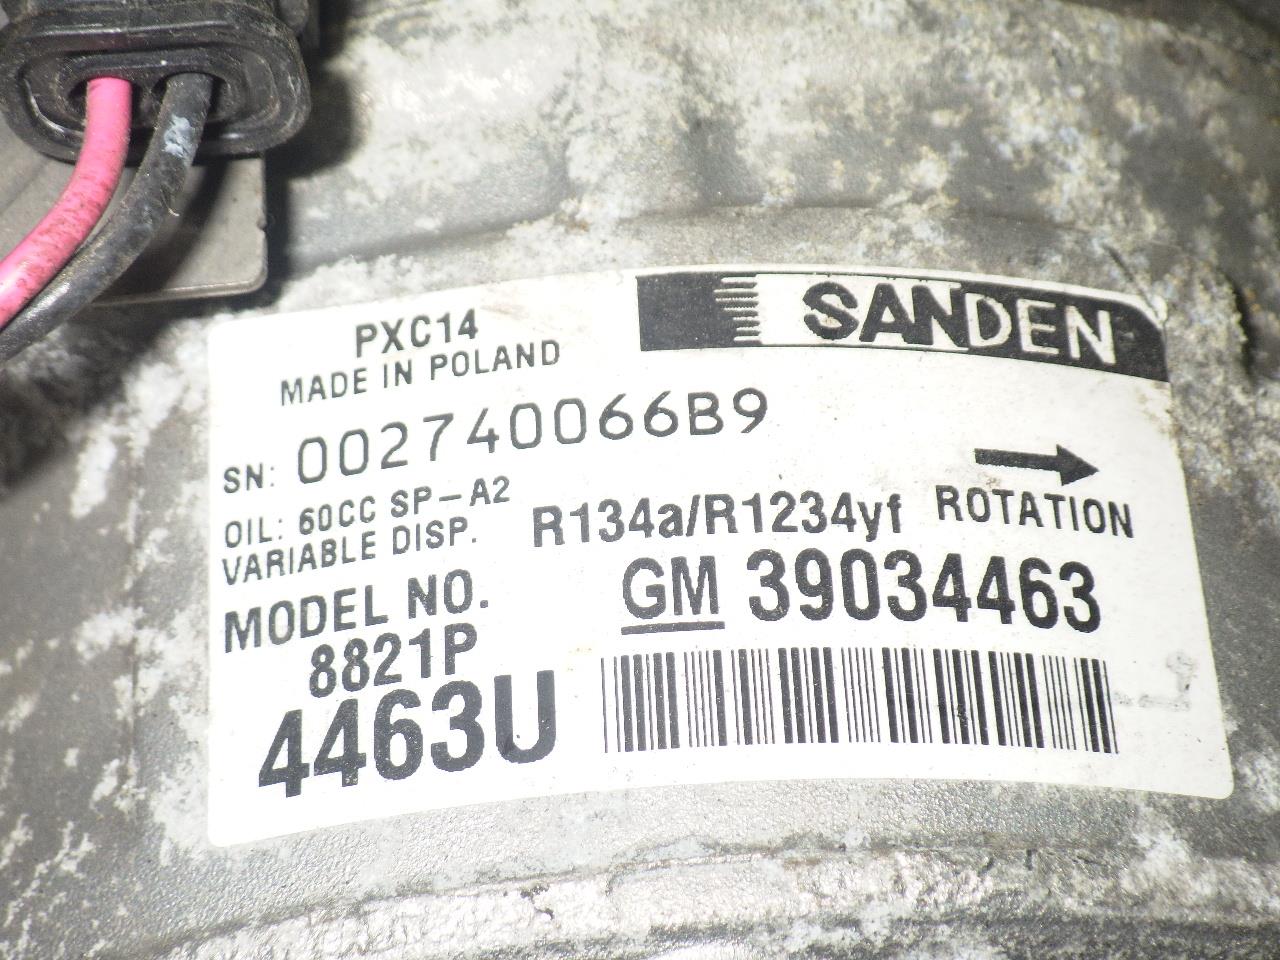 SANDEN
PXC14
MADE IN POLAND
SN: 002740066B9
OIL: 60CC SP-A2
VARIABLE DISP.
R134a/R1234yf
ROTATION
MODEL NO.
8821P
GM 39034463
4463U